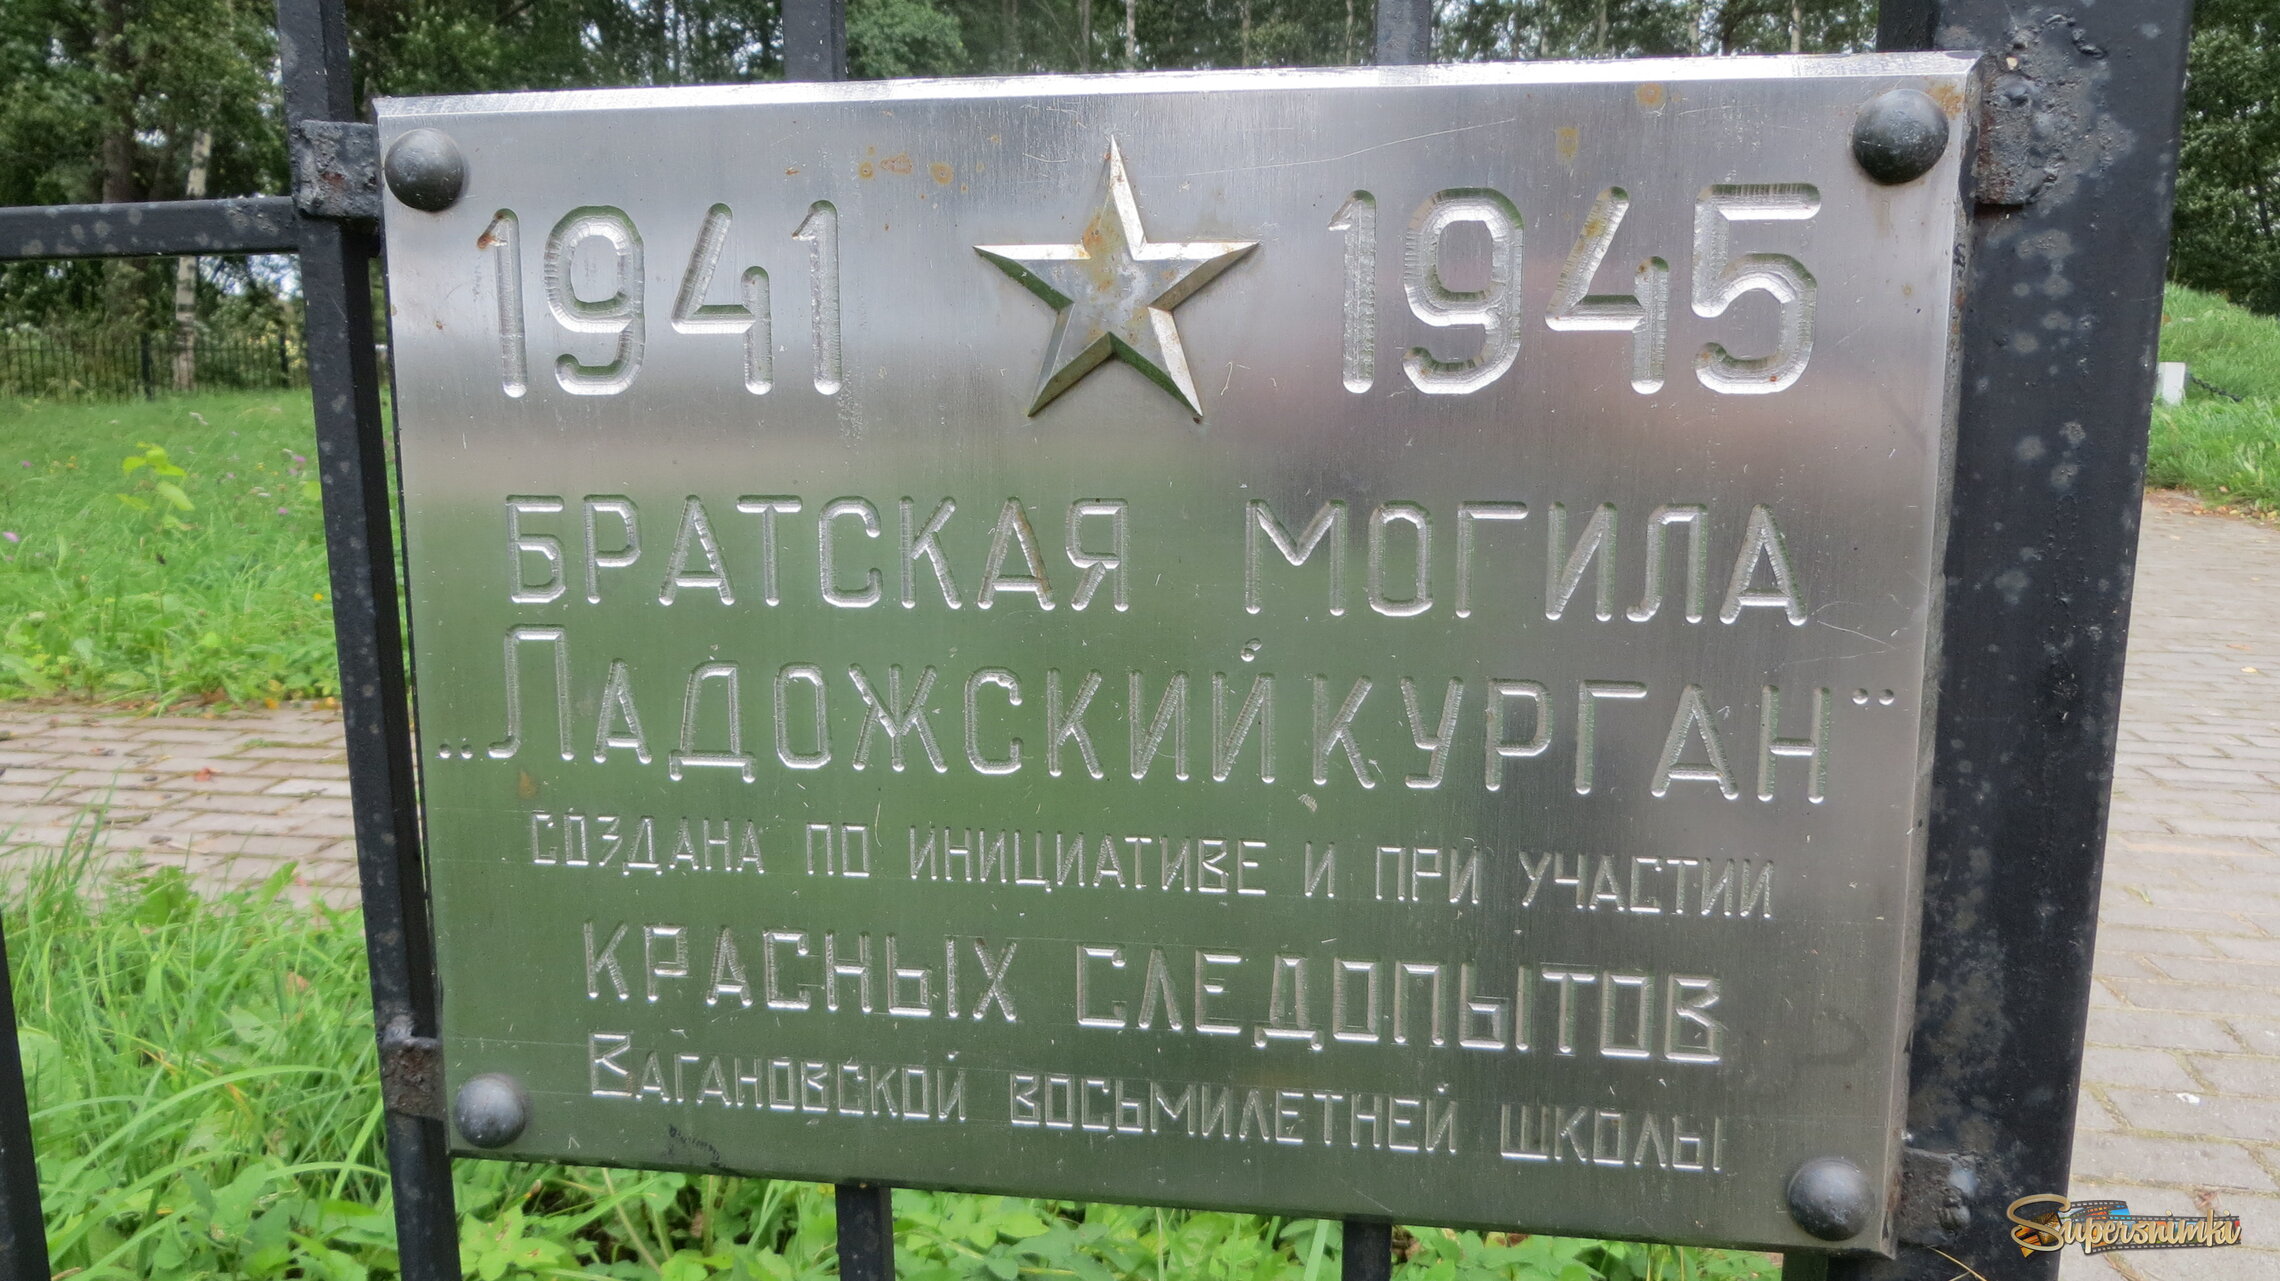 1941 1945
БРАТСКАЯ МОГИЛА
„ЛАДОЖСКИЙ КУРГАН"
СОЗДАНА ПО ИНИЦИАТИВЕ И ПРИ УЧАСТИИ
КРАСНЫХ СЛЕДОПЫТОВ
ВАГАНОВСКОЙ ВОСЬМИЛЕТНЕЙ ШКОЛЫ
Supersnimki